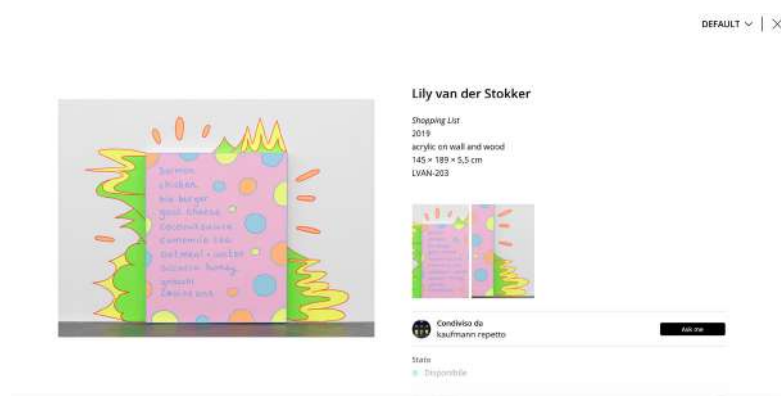 DEFAULT
Lily van der Stokker
Shopping List
2019
acrylic on wall and wood
145 × 189 × 5,5 cm
LVAN-203
Salmon
chicken
bio burger
goat cheese
coconut sauce
camomile tea
oatmeal + water
honey
gnocchi
Condiviso da
kaufmann repetto
Ask me
Stato
Disponibile